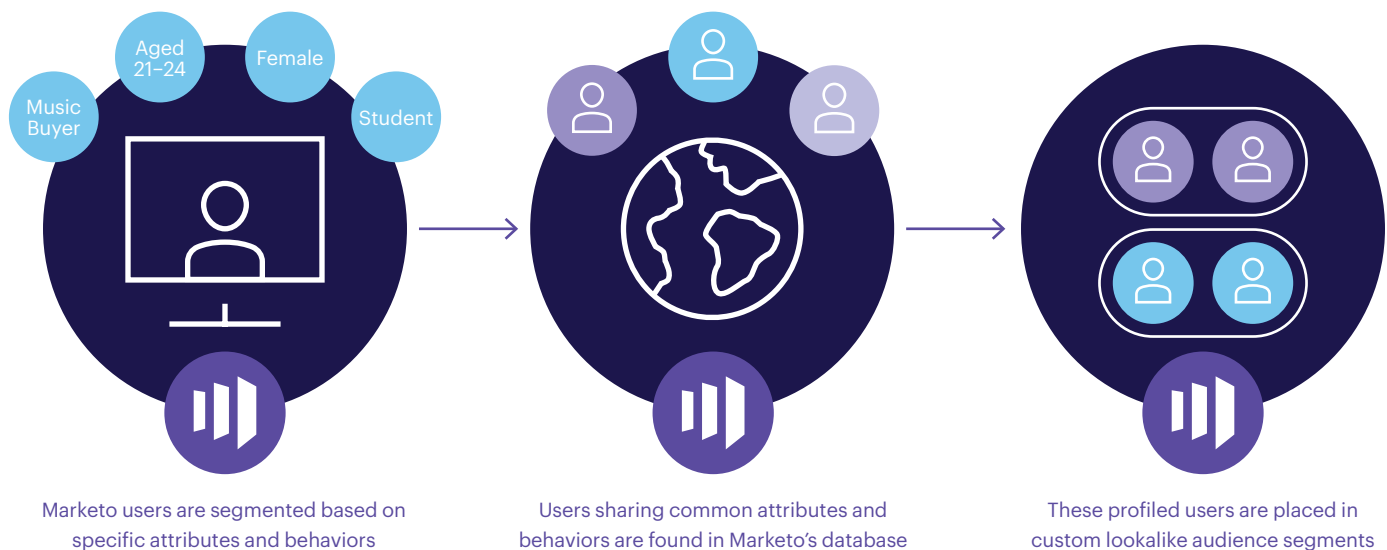 Music
Buyer
Aged
21–24
Female
Student
Marketo users are segmented based on
specific attributes and behaviors
Users sharing common attributes and
behaviors are found in Marketo’s database
These profiled users are placed in
custom lookalike audience segments